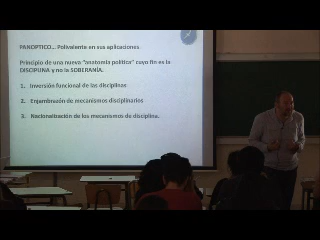 PANOPTICO... Polivalente en sus aplicaciones
Principio de una nueva "anatomía política" cuyo fin es la
DISCIPLINA y no la SOBERANÍA.
1. Inversión funcional de las disciplinas
2. Enjambrazón de mecanismos disciplinarios
3. Nacionalización de los mecanismos de disciplina.